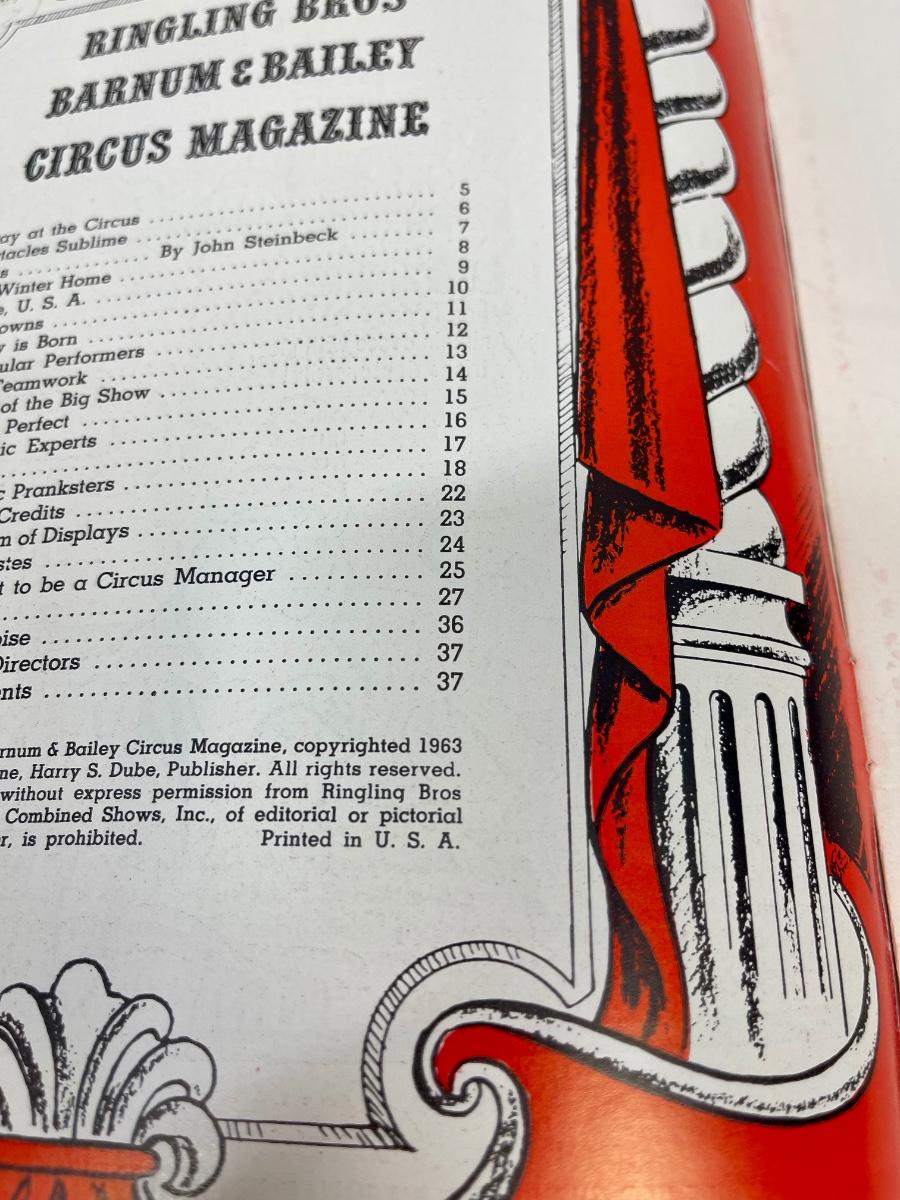 RINGLING BROS
BARNUM & BAILEY
CIRCUS MAGAZINE
ay at the Circus .......... 5
tacles Sublime .......... 6
s .......... By John Steinbeck .......... 7
Winter Home .......... 8
e, U. S. A. .......... 9
owns .......... 10
y is Born .......... 11
ular Performers .......... 12
Teamwork .......... 13
of the Big Show .......... 14
Perfect .......... 15
ic Experts .......... 16
.......... 17
c Pranksters .......... 18
Credits .......... 22
m of Displays .......... 23
stes .......... 24
t to be a Circus Manager .......... 25
.......... 27
oise .......... 36
Directors .......... 37
nts .......... 37
rnum & Bailey Circus Magazine, copyrighted 1963
ne, Harry S. Dube, Publisher. All rights reserved.
without express permission from Ringling Bros
Combined Shows, Inc., of editorial or pictorial
r, is prohibited. Printed in U. S. A.